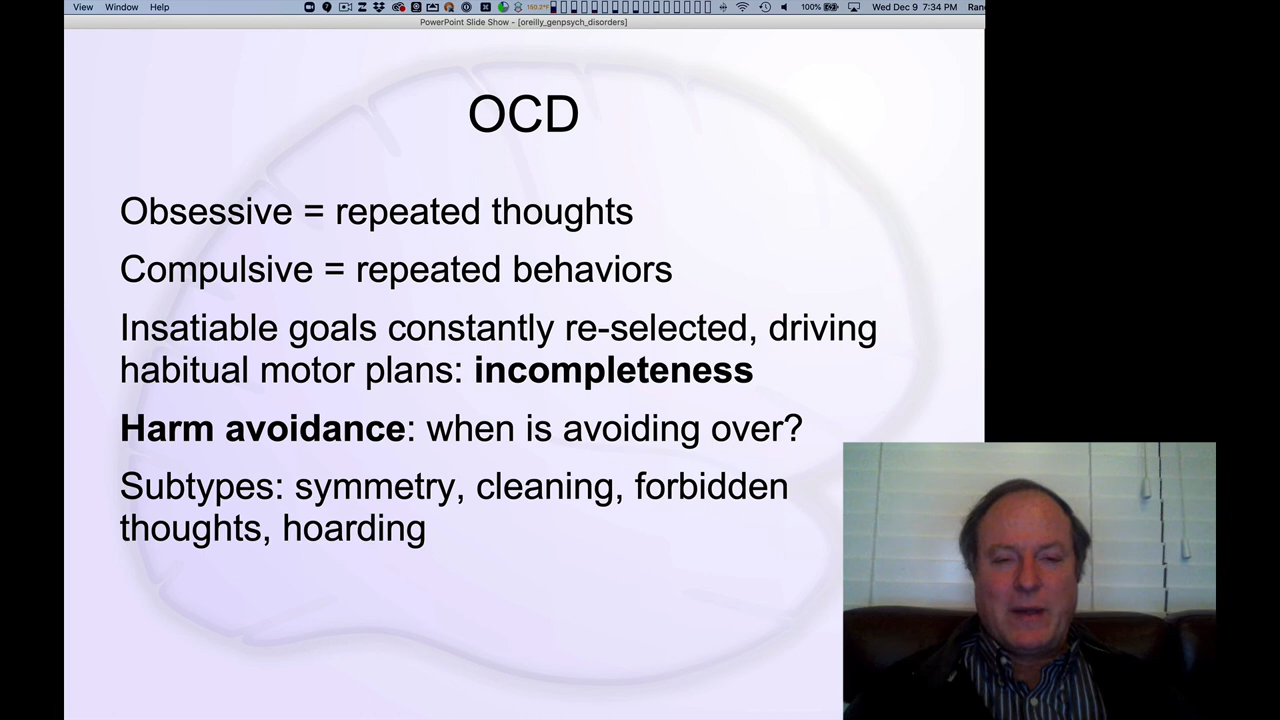 View Window Help 100% Wed Dec 9 7:34 PM
PowerPoint Slide Show - [oreilly_genpsych_disorders]
OCD
Obsessive = repeated thoughts
Compulsive = repeated behaviors
Insatiable goals constantly re-selected, driving
habitual motor plans: incompleteness
Harm avoidance: when is avoiding over?
Subtypes: symmetry, cleaning, forbidden
thoughts, hoarding